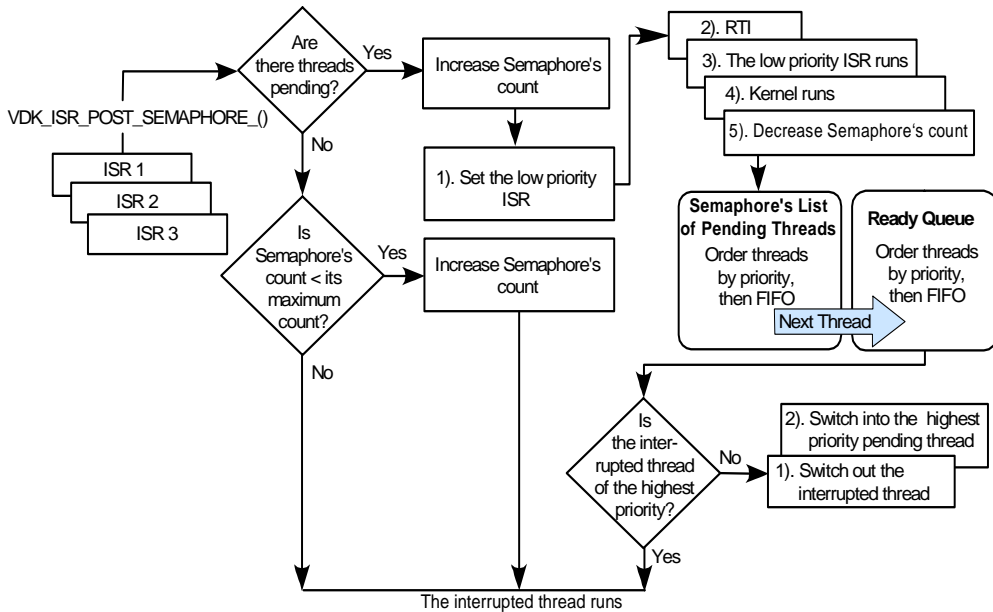 Are
there threads
pending?
Yes
No
VDK_ISR_POST_SEMAPHORE_()
ISR 1
ISR 2
ISR 3
Increase Semaphore's
count
1). Set the low priority
ISR
2). RTI
3). The low priority ISR runs
4). Kernel runs
5). Decrease Semaphore‘s count
Is
Semaphore's
count < its
maximum
count?
Yes
No
Increase Semaphore's
count
Semaphore's List
of Pending Threads
Order threads
by priority,
then FIFO
Next Thread
Ready Queue
Order threads
by priority,
then FIFO
Is
the inter-
rupted thread
of the highest
priority?
No
Yes
2). Switch into the highest
priority pending thread
1). Switch out the
interrupted thread
The interrupted thread runs